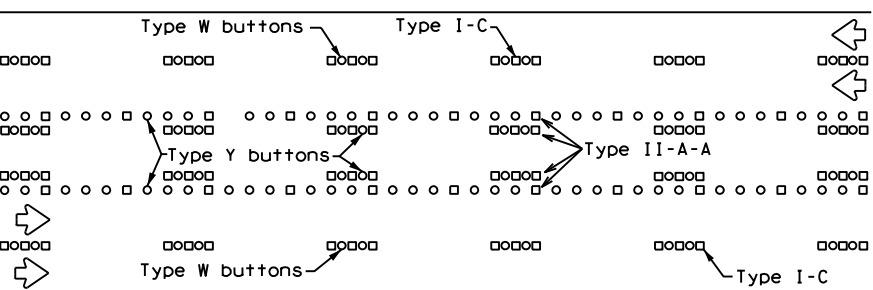 Type W buttons
Type I-C
Type Y buttons
Type II-A-A
Type W buttons
Type I-C